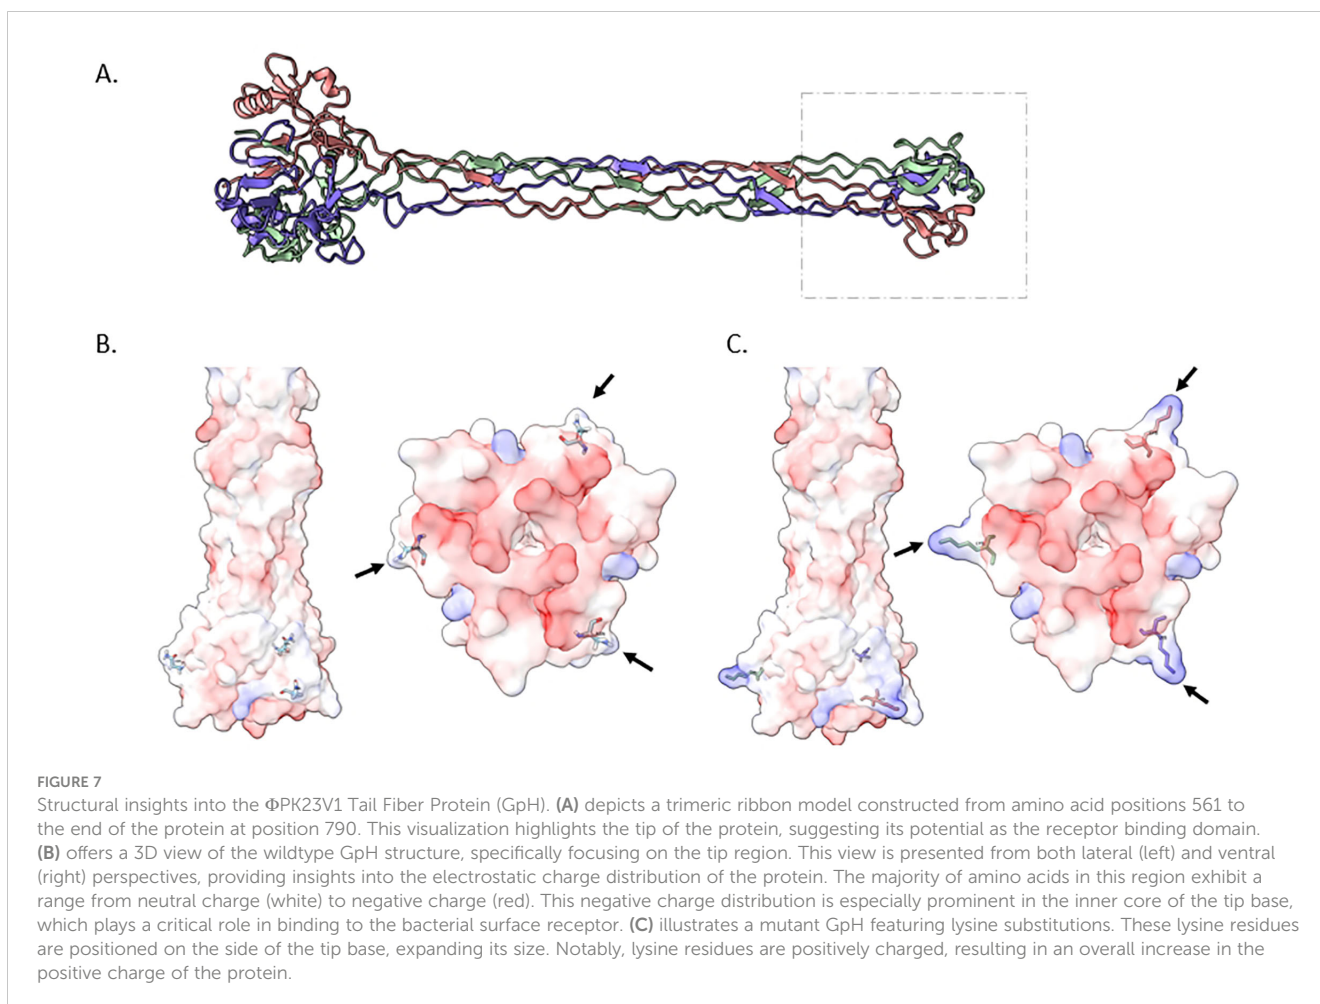 A.
B.
C.
FIGURE 7
Structural insights into the ΦPK23V1 Tail Fiber Protein (GpH). (A) depicts a trimeric ribbon model constructed from amino acid positions 561 to
the end of the protein at position 790. This visualization highlights the tip of the protein, suggesting its potential as the receptor binding domain.
(B) offers a 3D view of the wildtype GpH structure, specifically focusing on the tip region. This view is presented from both lateral (left) and ventral
(right) perspectives, providing insights into the electrostatic charge distribution of the protein. The majority of amino acids in this region exhibit a
range from neutral charge (white) to negative charge (red). This negative charge distribution is especially prominent in the inner core of the tip base,
which plays a critical role in binding to the bacterial surface receptor. (C) illustrates a mutant GpH featuring lysine substitutions. These lysine residues
are positioned on the side of the tip base, expanding its size. Notably, lysine residues are positively charged, resulting in an overall increase in the
positive charge of the protein.